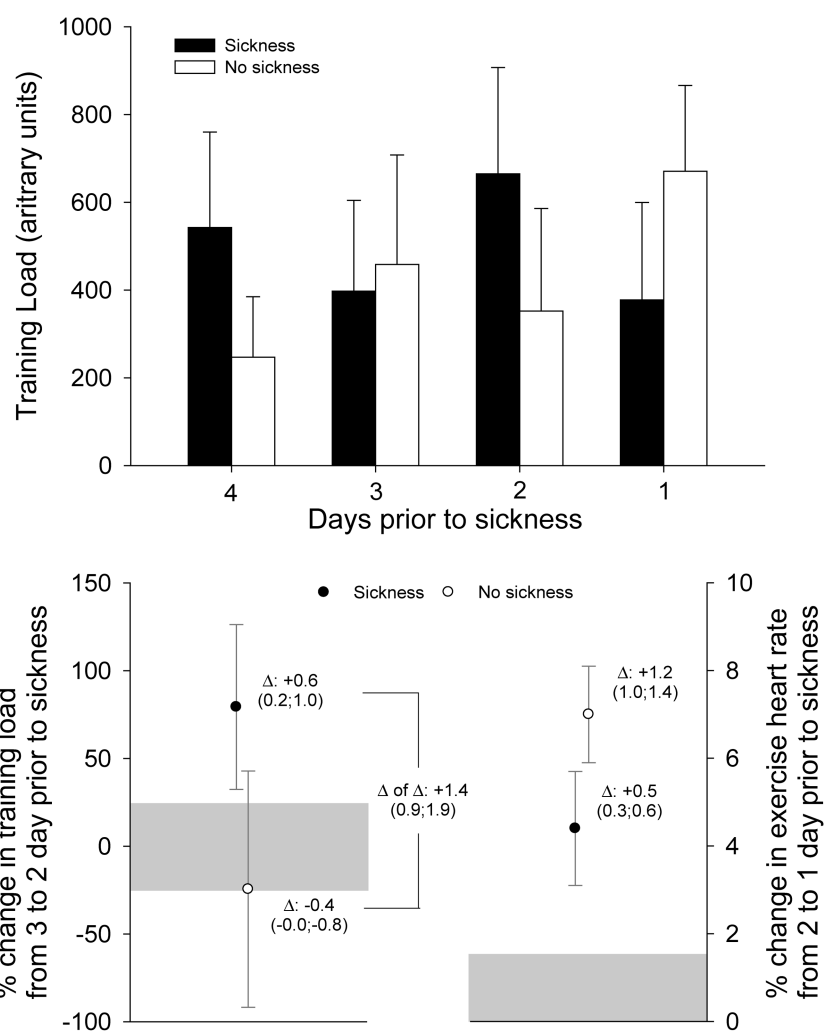 1000
800
600
400
200
0
Training Load (aritrary units)
Sickness
No sickness
4 3 2 1
Days prior to sickness
150
100
50
0
-50
-100
% change in training load
from 3 to 2 day prior to sickness
Sickness No sickness
Δ: +0.6
(0.2;1.0)
Δ of Δ: +1.4
(0.9;1.9)
Δ: -0.4
(-0.0;-0.8)
Δ: +1.2
(1.0;1.4)
Δ: +0.5
(0.3;0.6)
10
8
6
4
2
0
% change in exercise heart rate
from 2 to 1 day prior to sickness